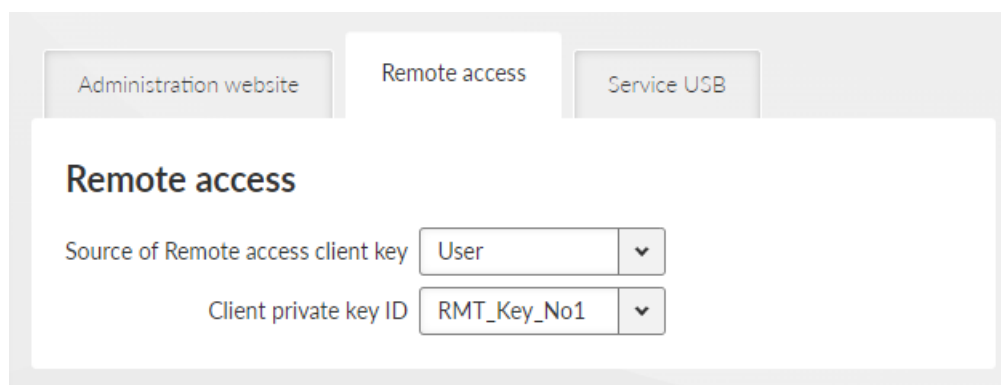 Administration website
Remote access
Service USB
Remote access
Source of Remote access client key User
Client private key ID RMT_Key_No1